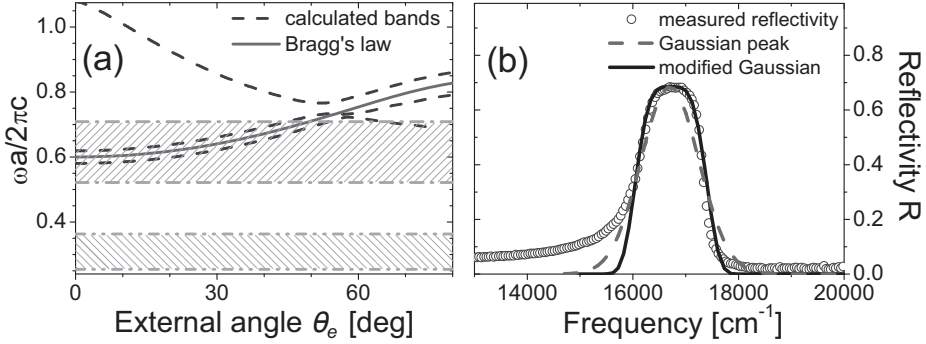 1.0
0.8
0.6
0.4
ωa/2πc
(a)
calculated bands
Bragg's law
0
30
60
External angle θe [deg]
(b)
measured reflectivity
Gaussian peak
modified Gaussian
0.8
0.6
0.4
0.2
0.0
Reflectivity R
14000
16000
18000
20000
Frequency [cm⁻¹]